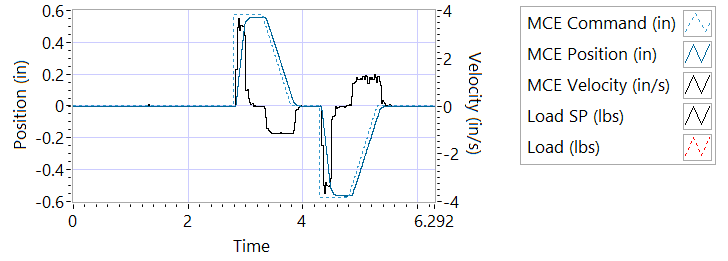 0.6
0.4
0.2
0
-0.2
-0.4
-0.6
Position (in)
4
2
0
-2
-4
Velocity (in/s)
0
2
4
6.292
Time
MCE Command (in)
MCE Position (in)
MCE Velocity (in/s)
Load SP (lbs)
Load (lbs)